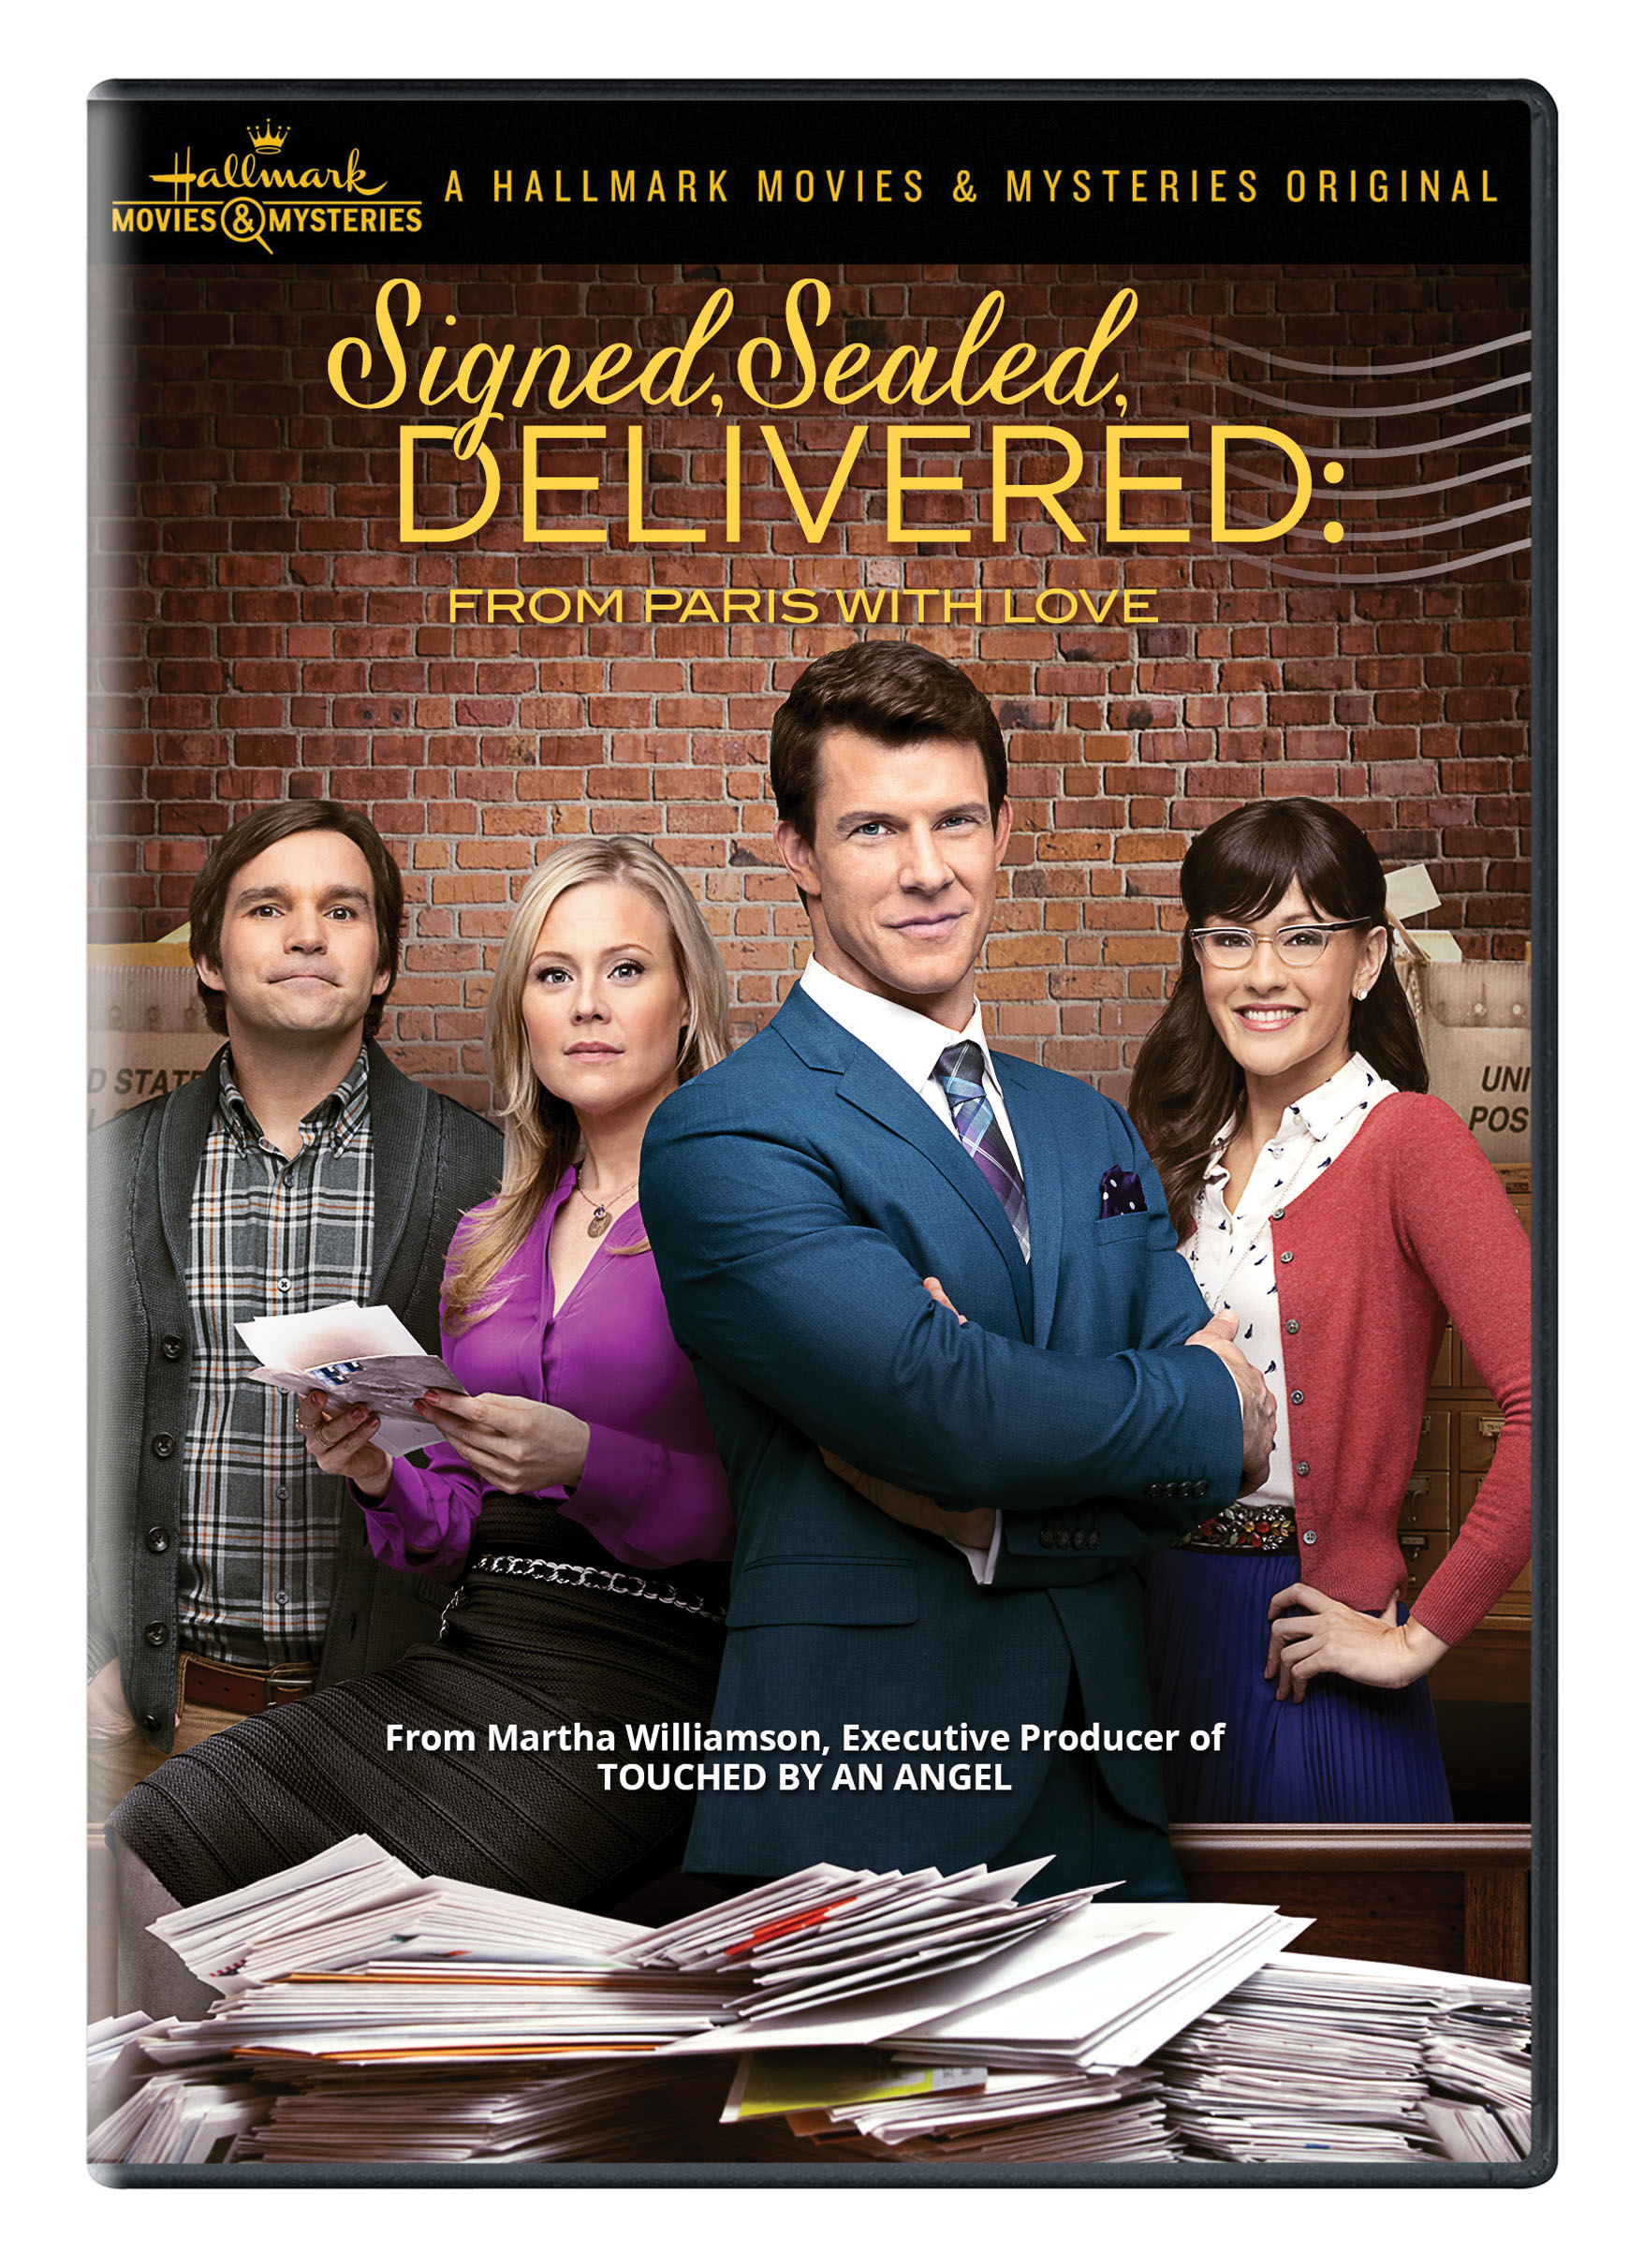 Hallmark
MOVIES & MYSTERIES
A HALLMARK MOVIES & MYSTERIES ORIGINAL
Signed, Sealed,
DELIVERED:
FROM PARIS WITH LOVE
D STAT
UNI
POS
From Martha Williamson, Executive Producer of
TOUCHED BY AN ANGEL